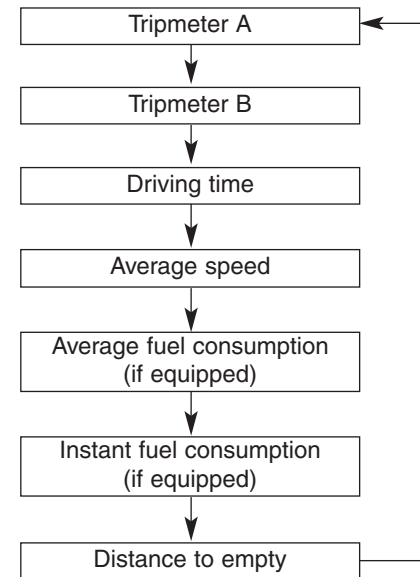 Tripmeter A
Tripmeter B
Driving time
Average speed
Average fuel consumption
(if equipped)
Instant fuel consumption
(if equipped)
Distance to empty